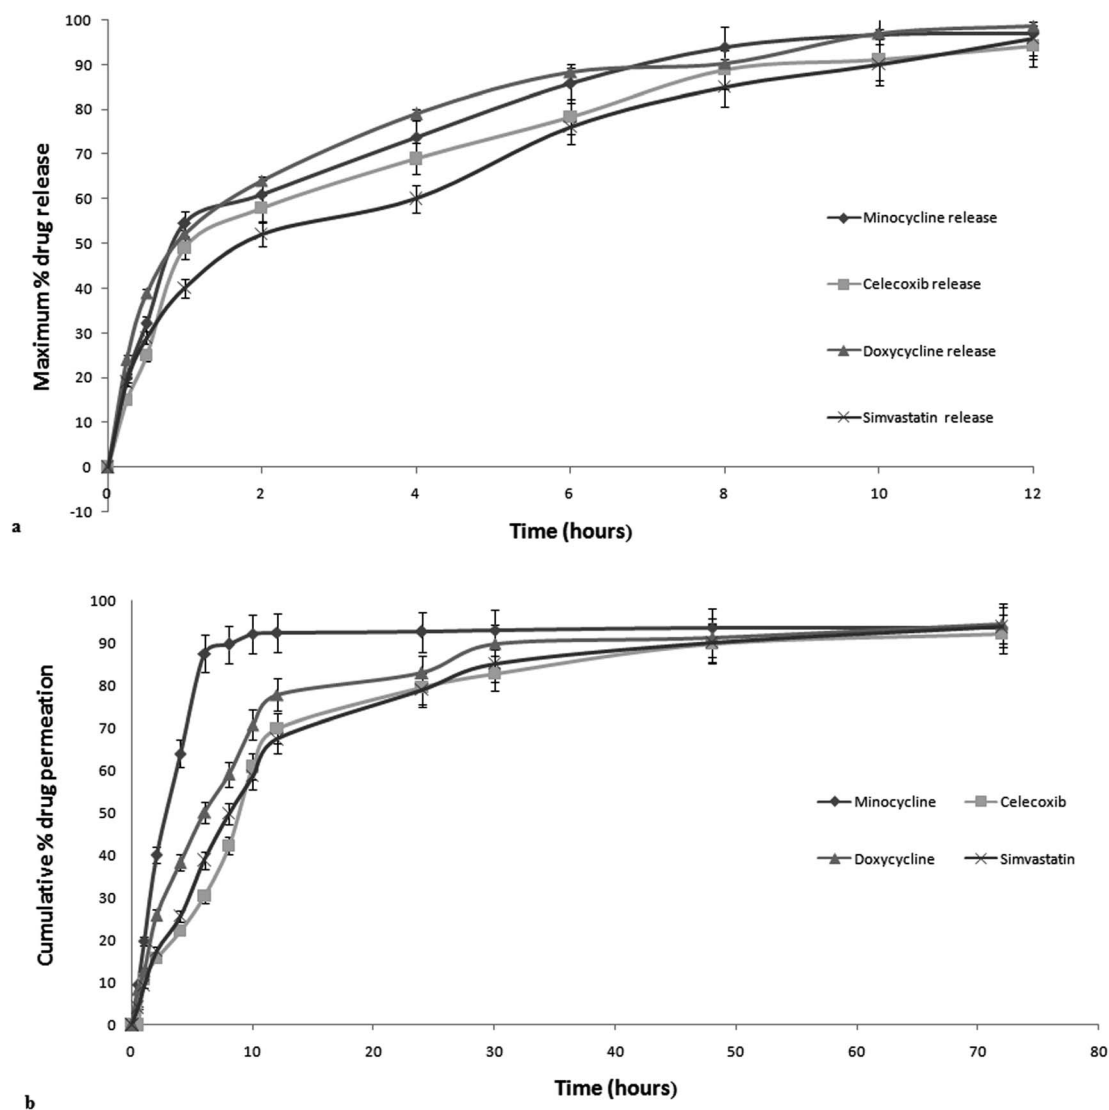 100
90
80
70
60
50
40
30
20
10
0
-10
Maximum % drug release
0 2 4 6 8 10 12
Time (hours)
Minocycline release
Celecoxib release
Doxycycline release
Simvastatin release
a
100
90
80
70
60
50
40
30
20
10
0
Cumulative % drug permeation
0 10 20 30 40 50 60 70 80
Time (hours)
Minocycline Celecoxib
Doxycycline Simvastatin
b